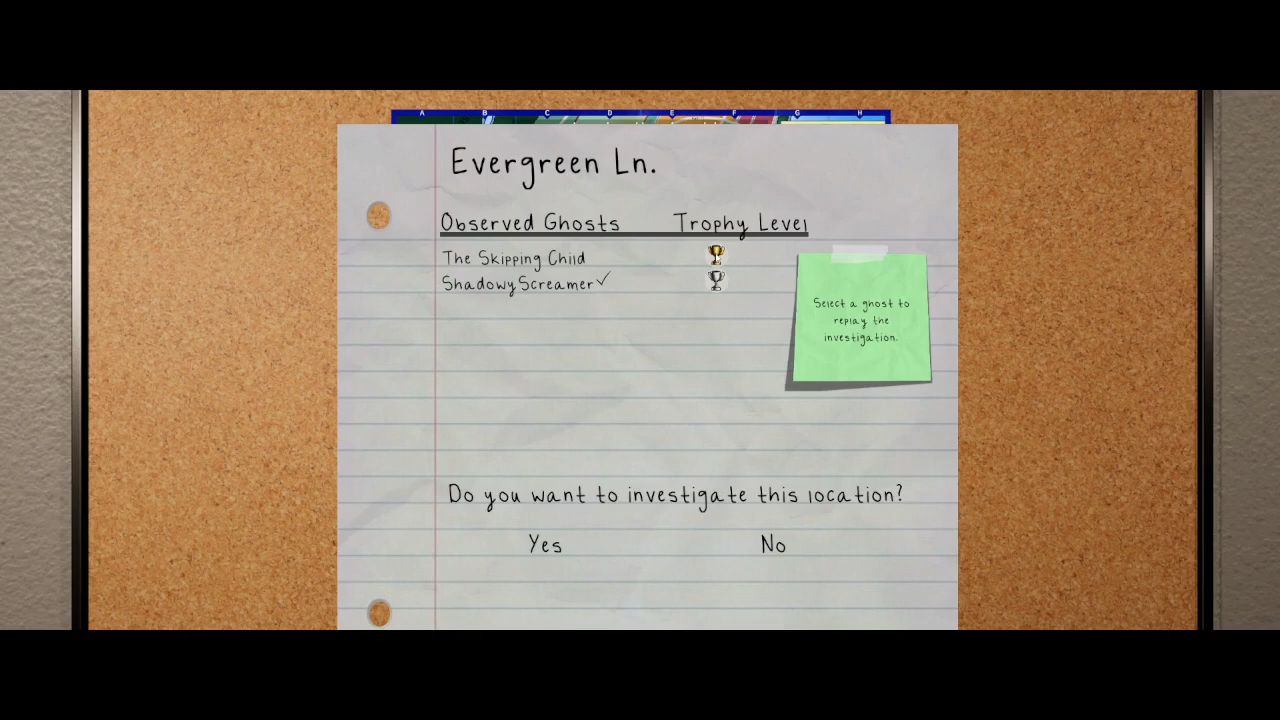 A B C D E F G H
Evergreen Ln.
Observed Ghosts Trophy Level
The Skipping Child
Shadowy Screamer✓
Select a ghost to
replay the
investigation.
Do you want to investigate this location?
Yes No